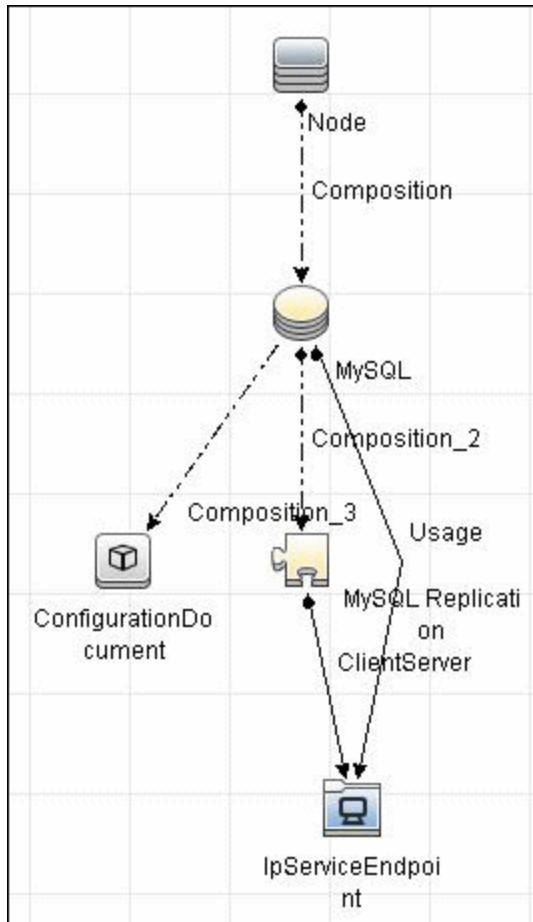 Node
Composition
MySQL
Composition_2
Composition_3
Usage
ConfigurationDo
cument
MySQL Replicati
on
ClientServer
IpServiceEndpoi
nt